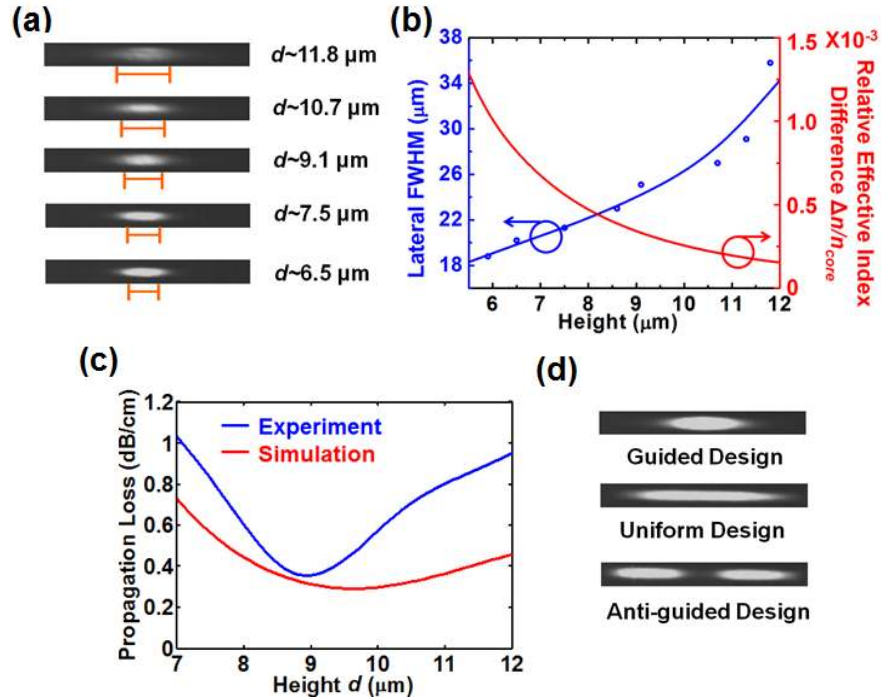 (a)
d~11.8 µm
d~10.7 µm
d~9.1 µm
d~7.5 µm
d~6.5 µm
(b)
38
34
30
26
22
18
Lateral FWHM (µm)
6 7 8 9 10 11 12
Height (µm)
1.5 X10-3
1.0
0.5
0
Relative Effective Index
Difference Δn/ncore
(c)
1.2
1
0.8
0.6
0.4
0.2
0
Propagation Loss (dB/cm)
Experiment
Simulation
7 8 9 10 11 12
Height d (µm)
(d)
Guided Design
Uniform Design
Anti-guided Design